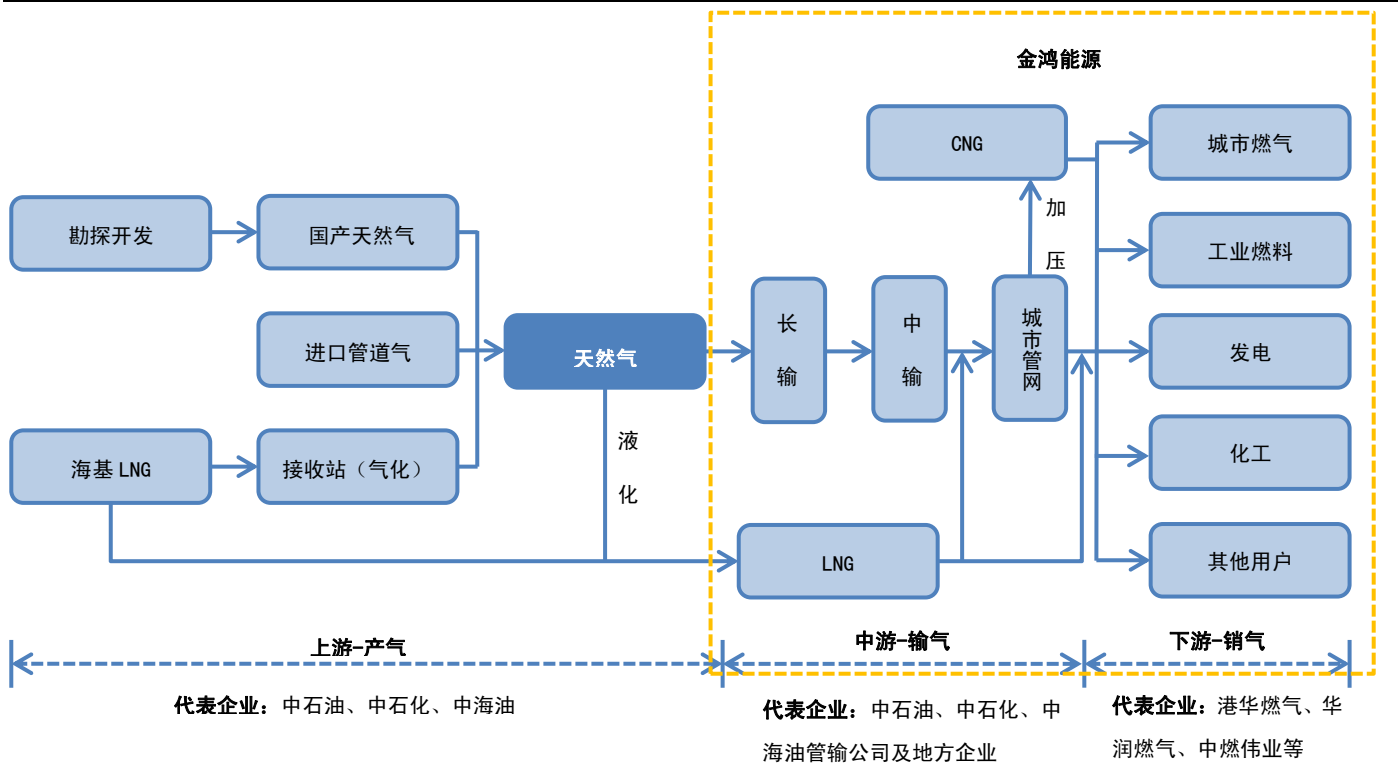 金鸿能源
CNG
城市燃气
加
压
勘探开发
国产天然气
工业燃料
进口管道气
天然气
长
输
中
输
城
市
管
网
发电
海基 LNG
接收站（气化）
液
化
化工
LNG
其他用户
上游-产气
中游-输气
下游-销气
代表企业：中石油、中石化、中海油
代表企业：中石油、中石化、中
海油管输公司及地方企业
代表企业：港华燃气、华
润燃气、中燃伟业等